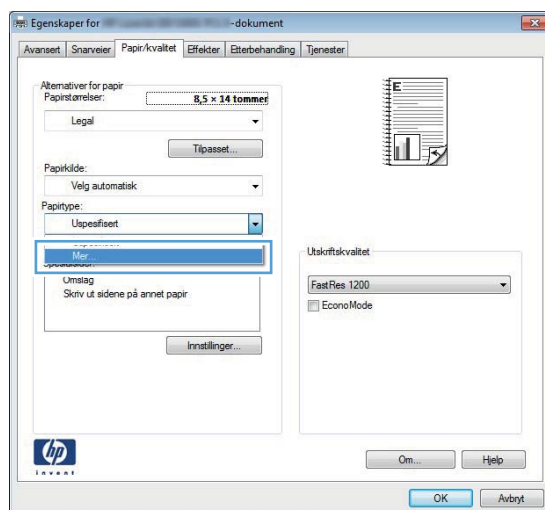 Egenskaper for -dokument
Avansert Snarveier Papir/kvalitet Effekter Etterbehandling Tjenester
Alternativer for papir
Papirstørrelser: 8,5 × 14 tommer
Legal
Tilpasset...
Papirkilde:
Velg automatisk
Papirtype:
Uspesifisert
Mer...
Omslag
Skriv ut sidene på annet papir
Innstillinger...
E
Utskriftskvalitet
FastRes 1200
EconoMode
hp
invent
Om... Hjelp
OK Avbryt